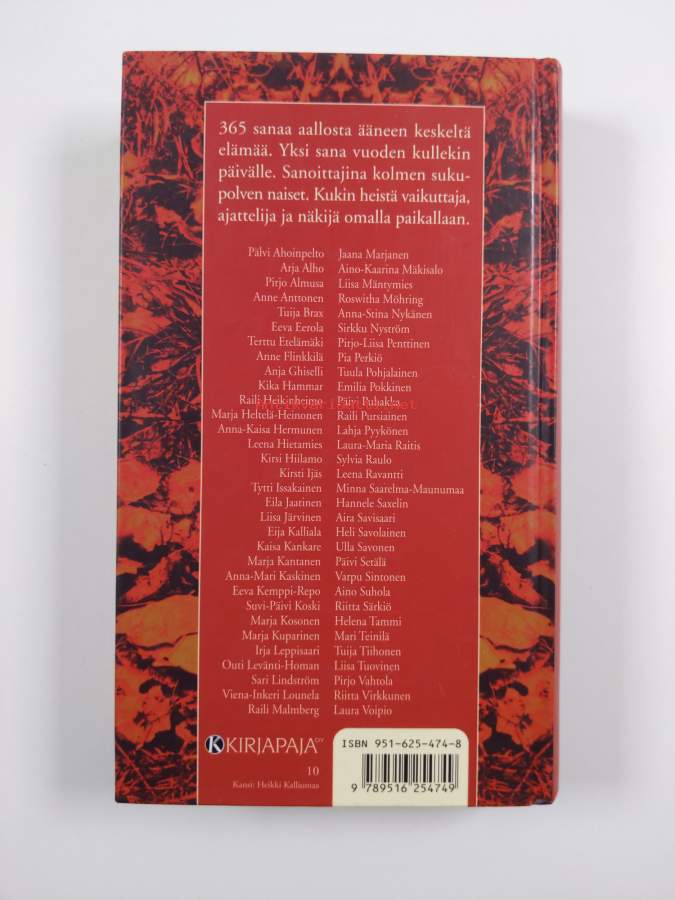 365 sanaa aallosta ääneen keskeltä
elämää. Yksi sana vuoden kullekin
päivälle. Sanoittajina kolmen suku-
polven naiset. Kukin heistä vaikuttaja,
ajattelija ja näkijä omalla paikallaan.
Pälvi Ahoinpelto
Arja Alho
Pirjo Almusa
Anne Anttonen
Tuija Brax
Eeva Eerola
Terttu Etelämäki
Anne Flinkkilä
Anja Ghiselli
Kika Hammar
Raili Heikinheimo
Marja Heltelä-Heinonen
Anna-Kaisa Hermunen
Leena Hietamies
Kirsi Hiilamo
Kirsti Ijäs
Tytti Issakainen
Eila Jaatinen
Liisa Järvinen
Eija Kalliala
Kaisa Kankare
Marja Kantanen
Anna-Mari Kaskinen
Eeva Kemppi-Repo
Suvi-Päivi Koski
Marja Kosonen
Marja Kuparinen
Irja Leppisaari
Outi Levänti-Homan
Sari Lindström
Viena-Inkeri Lounela
Raili Malmberg
Jaana Marjanen
Aino-Kaarina Mäkisalo
Liisa Mäntymies
Roswitha Möhring
Anna-Stina Nykänen
Sirkku Nyström
Pirjo-Liisa Penttinen
Pia Perkiö
Tuula Pohjalainen
Emilia Pokkinen
Päivi Puhakka
Raili Pursiainen
Lahja Pyykönen
Laura-Maria Raitis
Sylvia Raulo
Leena Ravantti
Minna Saarelma-Maunumaa
Hannele Saxelin
Aira Savisaari
Heli Savolainen
Ulla Savonen
Päivi Setälä
Varpu Sintonen
Aino Suhola
Riitta Särkiö
Helena Tammi
Mari Teinilä
Tuija Tiihonen
Liisa Tuovinen
Pirjo Vahtola
Riitta Virkkunen
Laura Voipio
KIRJAPAJA OY
10
Kansi: Heikki Kalliomaa
ISBN 951-625-474-8
9 789516 254749